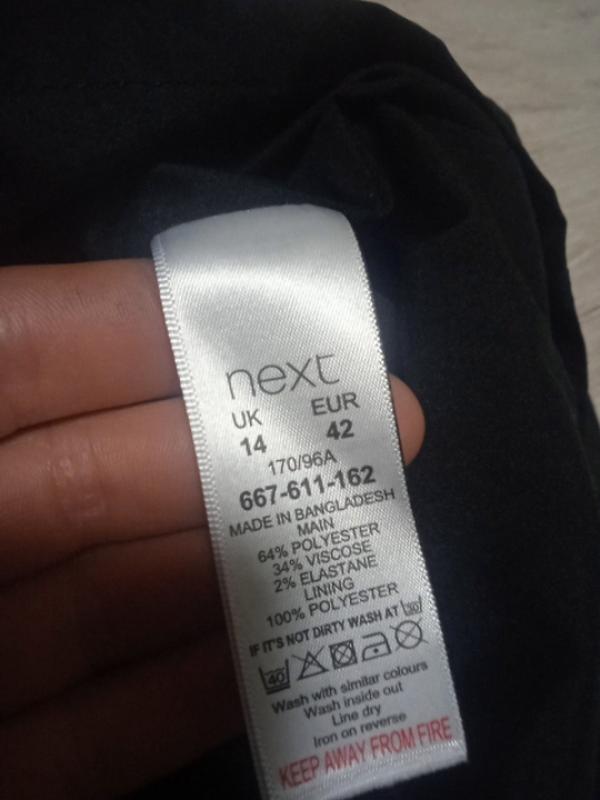 next
UK EUR
14 42
170/96A
667-611-162
MADE IN BANGLADESH
MAIN
64% POLYESTER
34% VISCOSE
2% ELASTANE
LINING
100% POLYESTER
IF IT'S NOT DIRTY WASH AT 30
40
Wash with similar colours
Wash inside out
Line dry
Iron on reverse
KEEP AWAY FROM FIRE